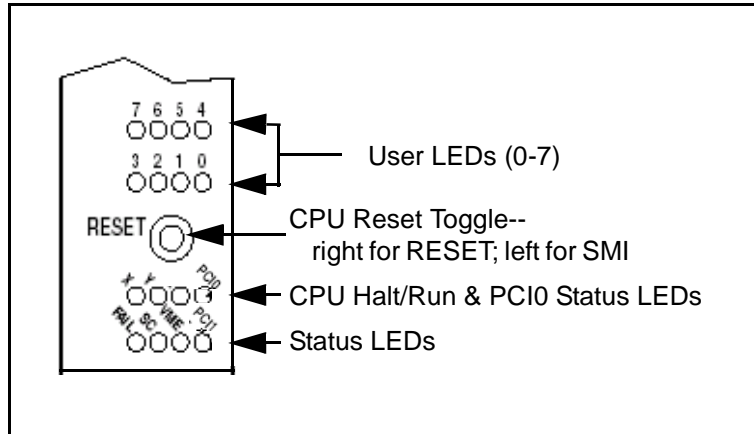 7 6 5 4
3 2 1 0
User LEDs (0-7)
RESET
CPU Reset Toggle--
right for RESET; left for SMI
X Y PCI0
CPU Halt/Run & PCI0 Status LEDs
FAIL SC VME PCI1
Status LEDs